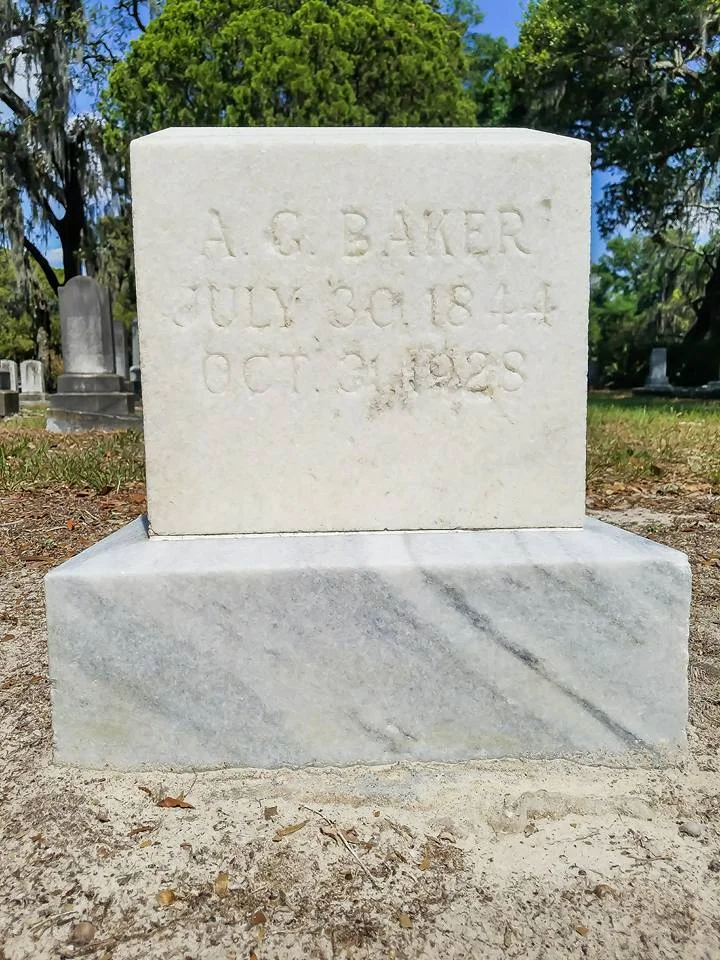 A. G. BAKER
JULY 30, 1844
OCT. 31, 1928